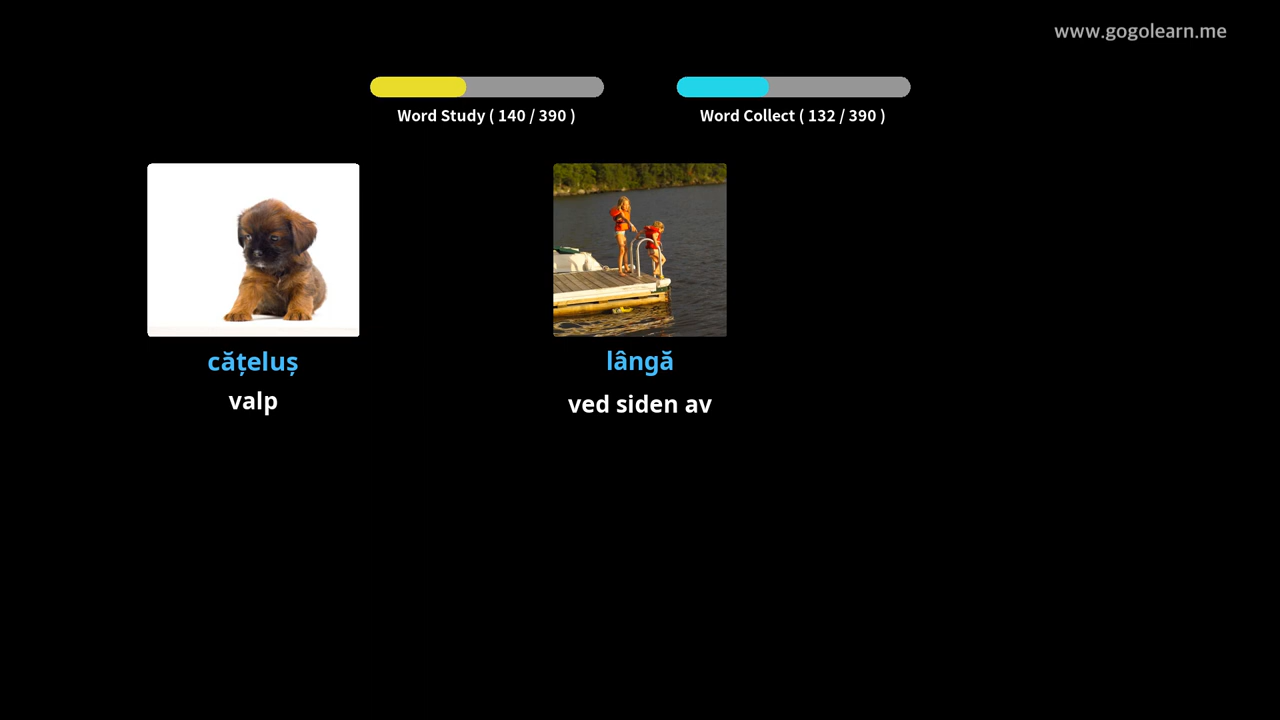 www.gogolearn.me
Word Study ( 140 / 390 )
Word Collect ( 132 / 390 )
cățeluș
valp
lângă
ved siden av